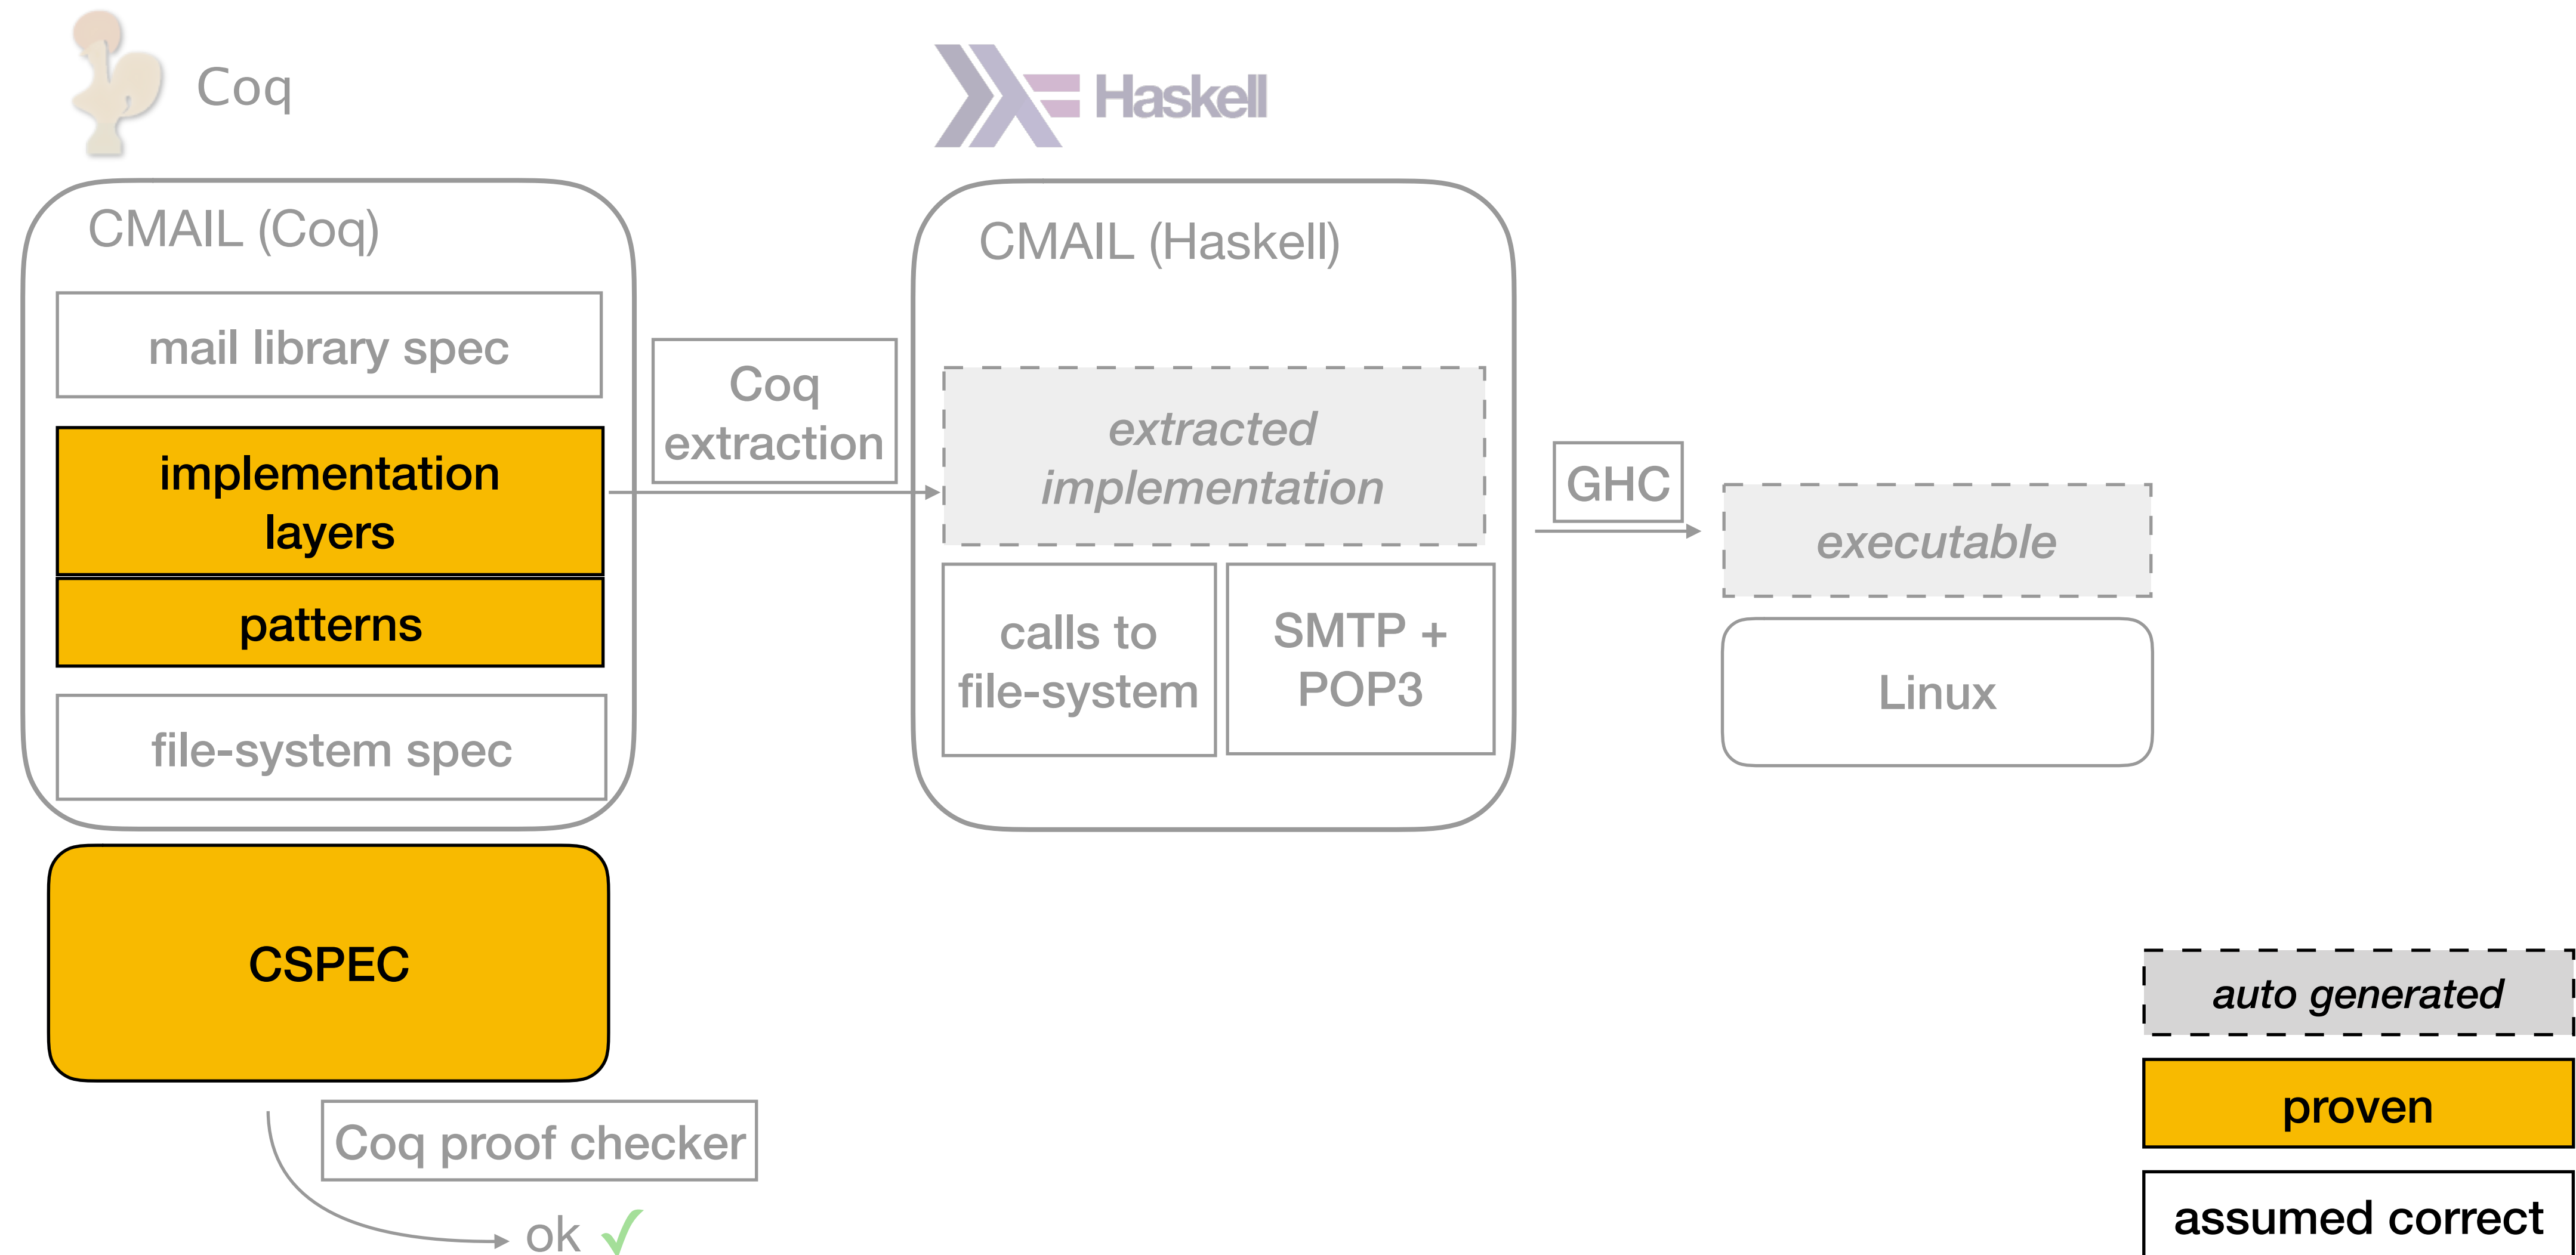 Coq
Haskell
CMAIL (Coq)
mail library spec
implementation
layers
patterns
file-system spec
CSPEC
Coq proof checker
ok ✓
Coq
extraction
CMAIL (Haskell)
extracted
implementation
calls to
file-system
SMTP +
POP3
GHC
executable
Linux
auto generated
proven
assumed correct